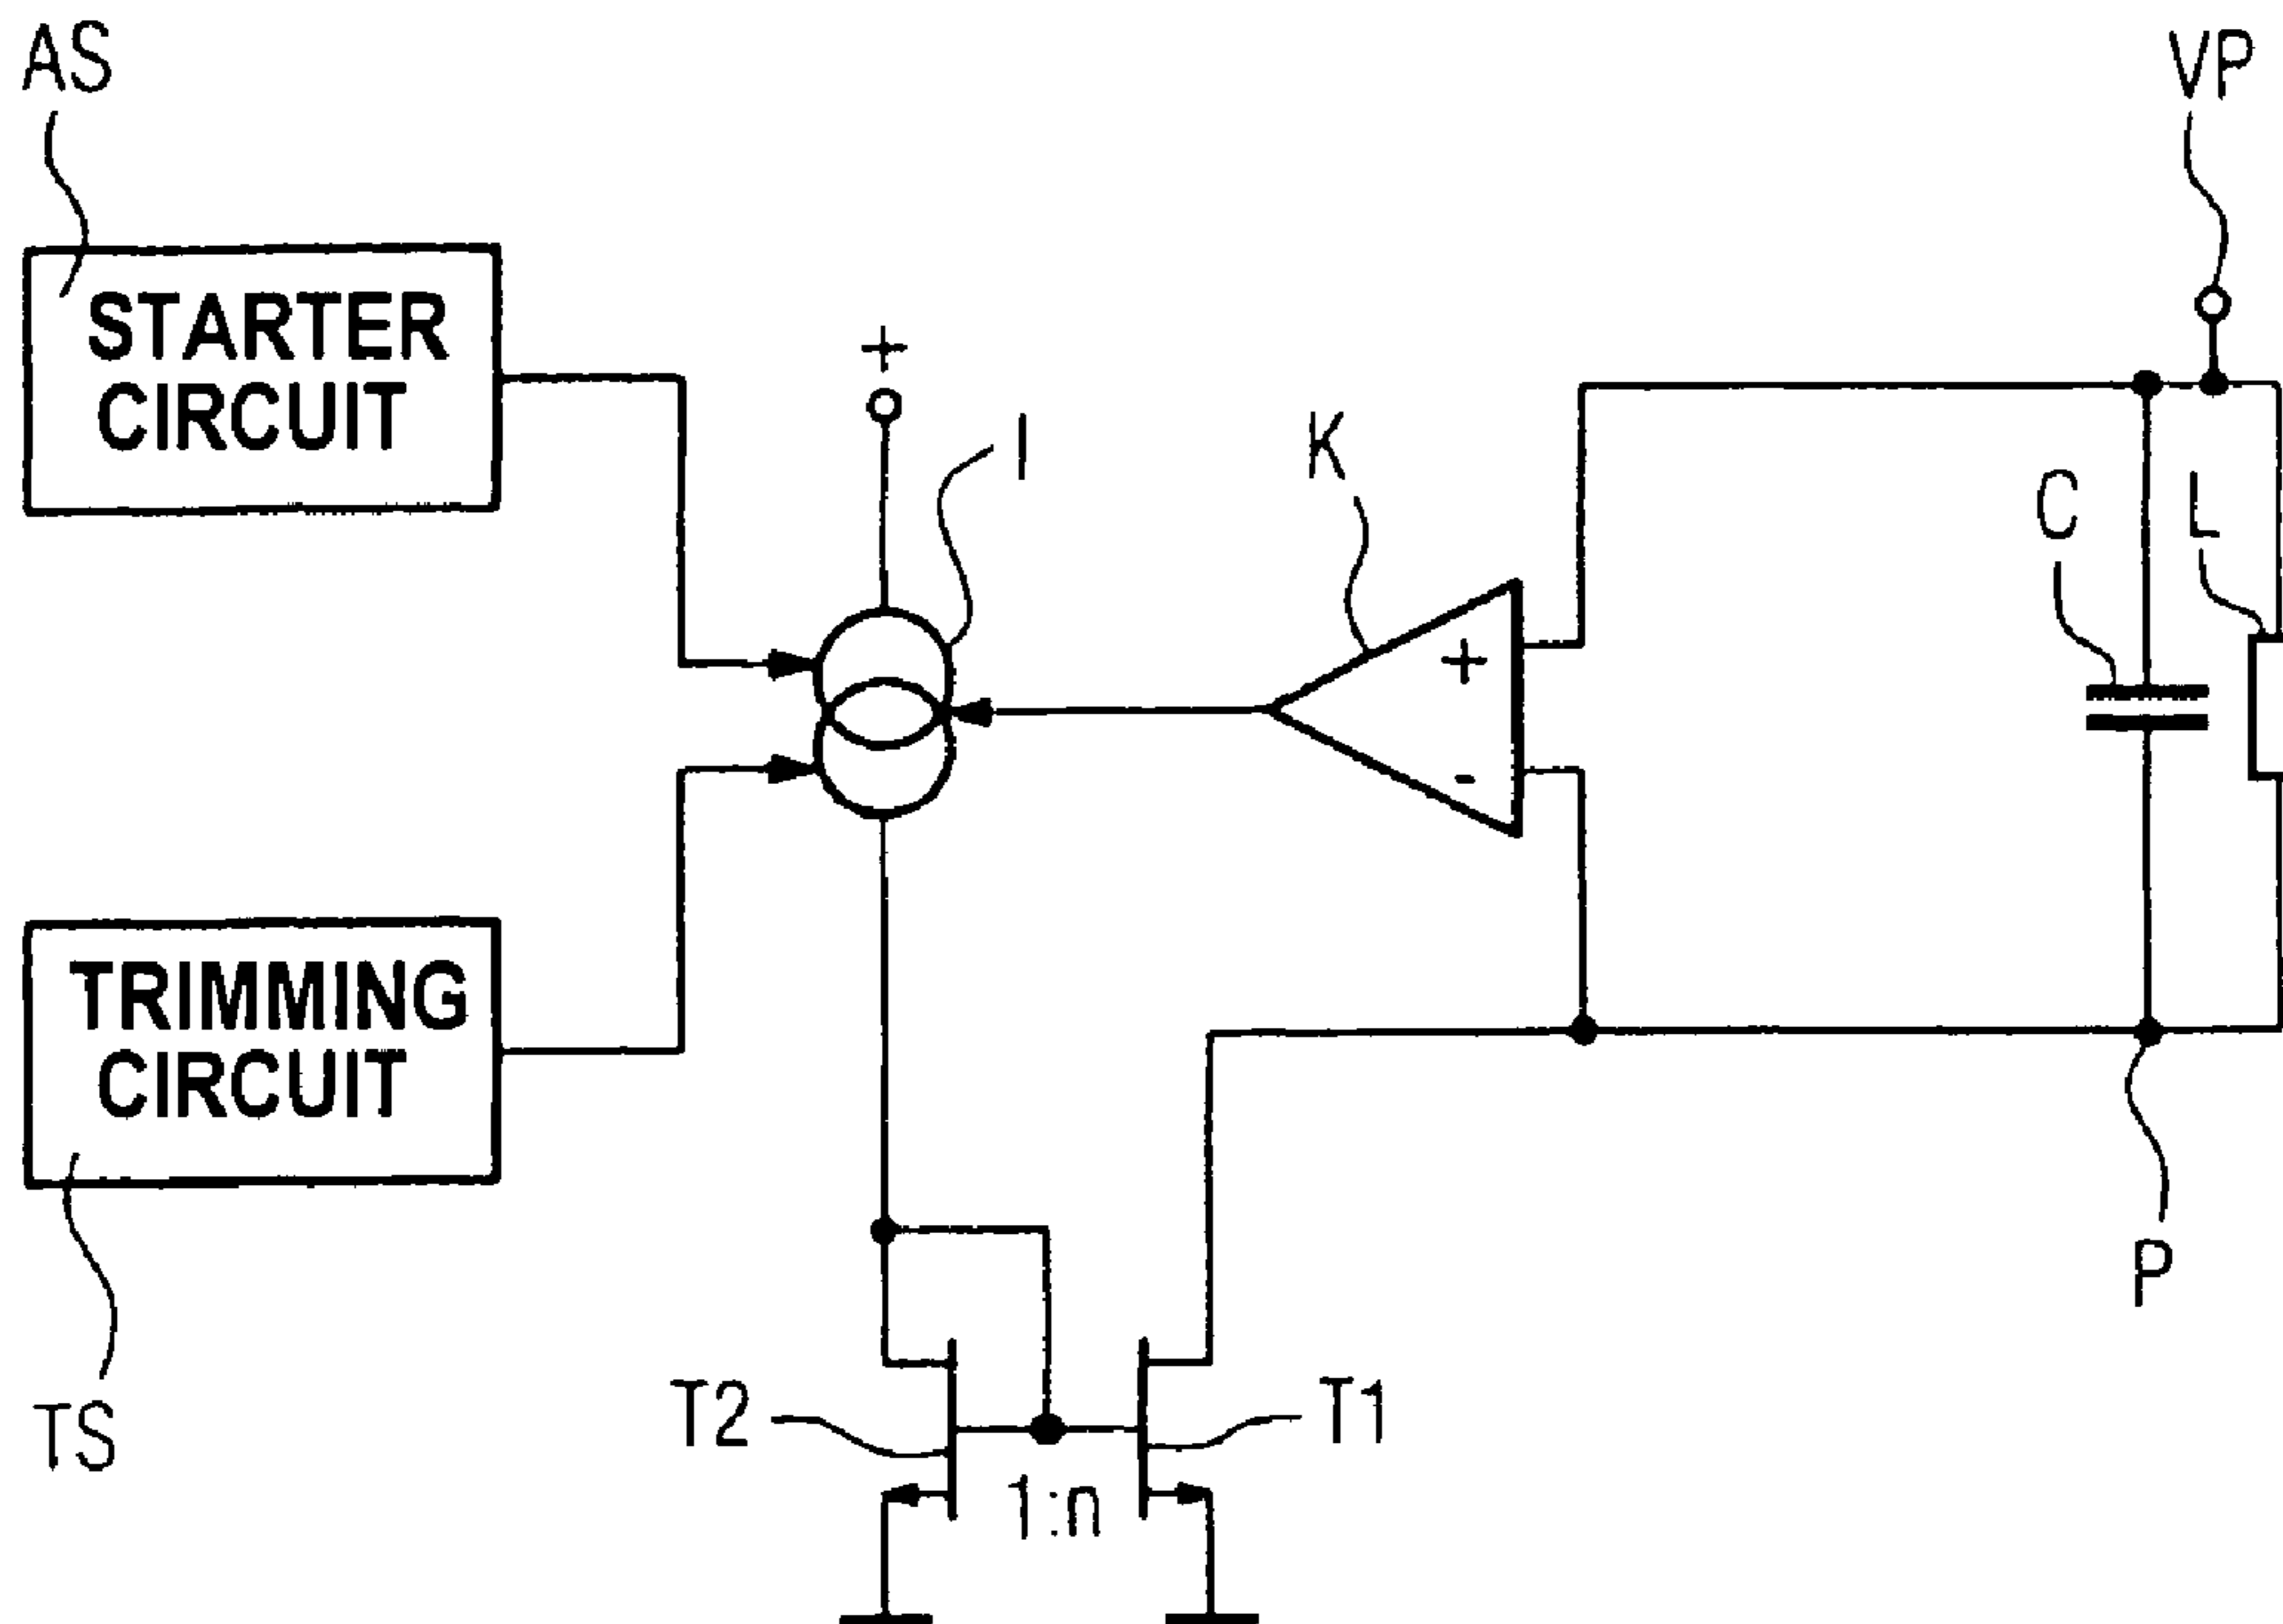 AS
VP
STARTER
CIRCUIT
+
I
K
C
L
+
-
TRIMMING
CIRCUIT
P
TS
T2
T1
1:n